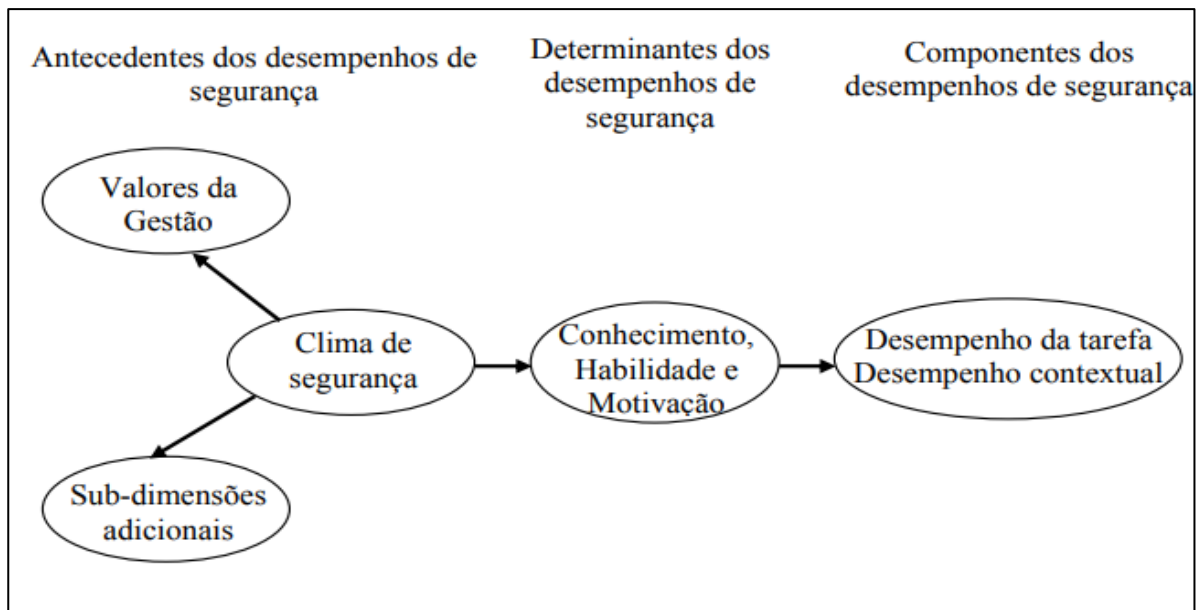 Antecedentes dos desempenhos de
segurança
Determinantes dos
desempenhos de
segurança
Componentes dos
desempenhos de segurança
Valores da
Gestão
Clima de
segurança
Conhecimento,
Habilidade e
Motivação
Desempenho da tarefa
Desempenho contextual
Sub-dimensões
adicionais